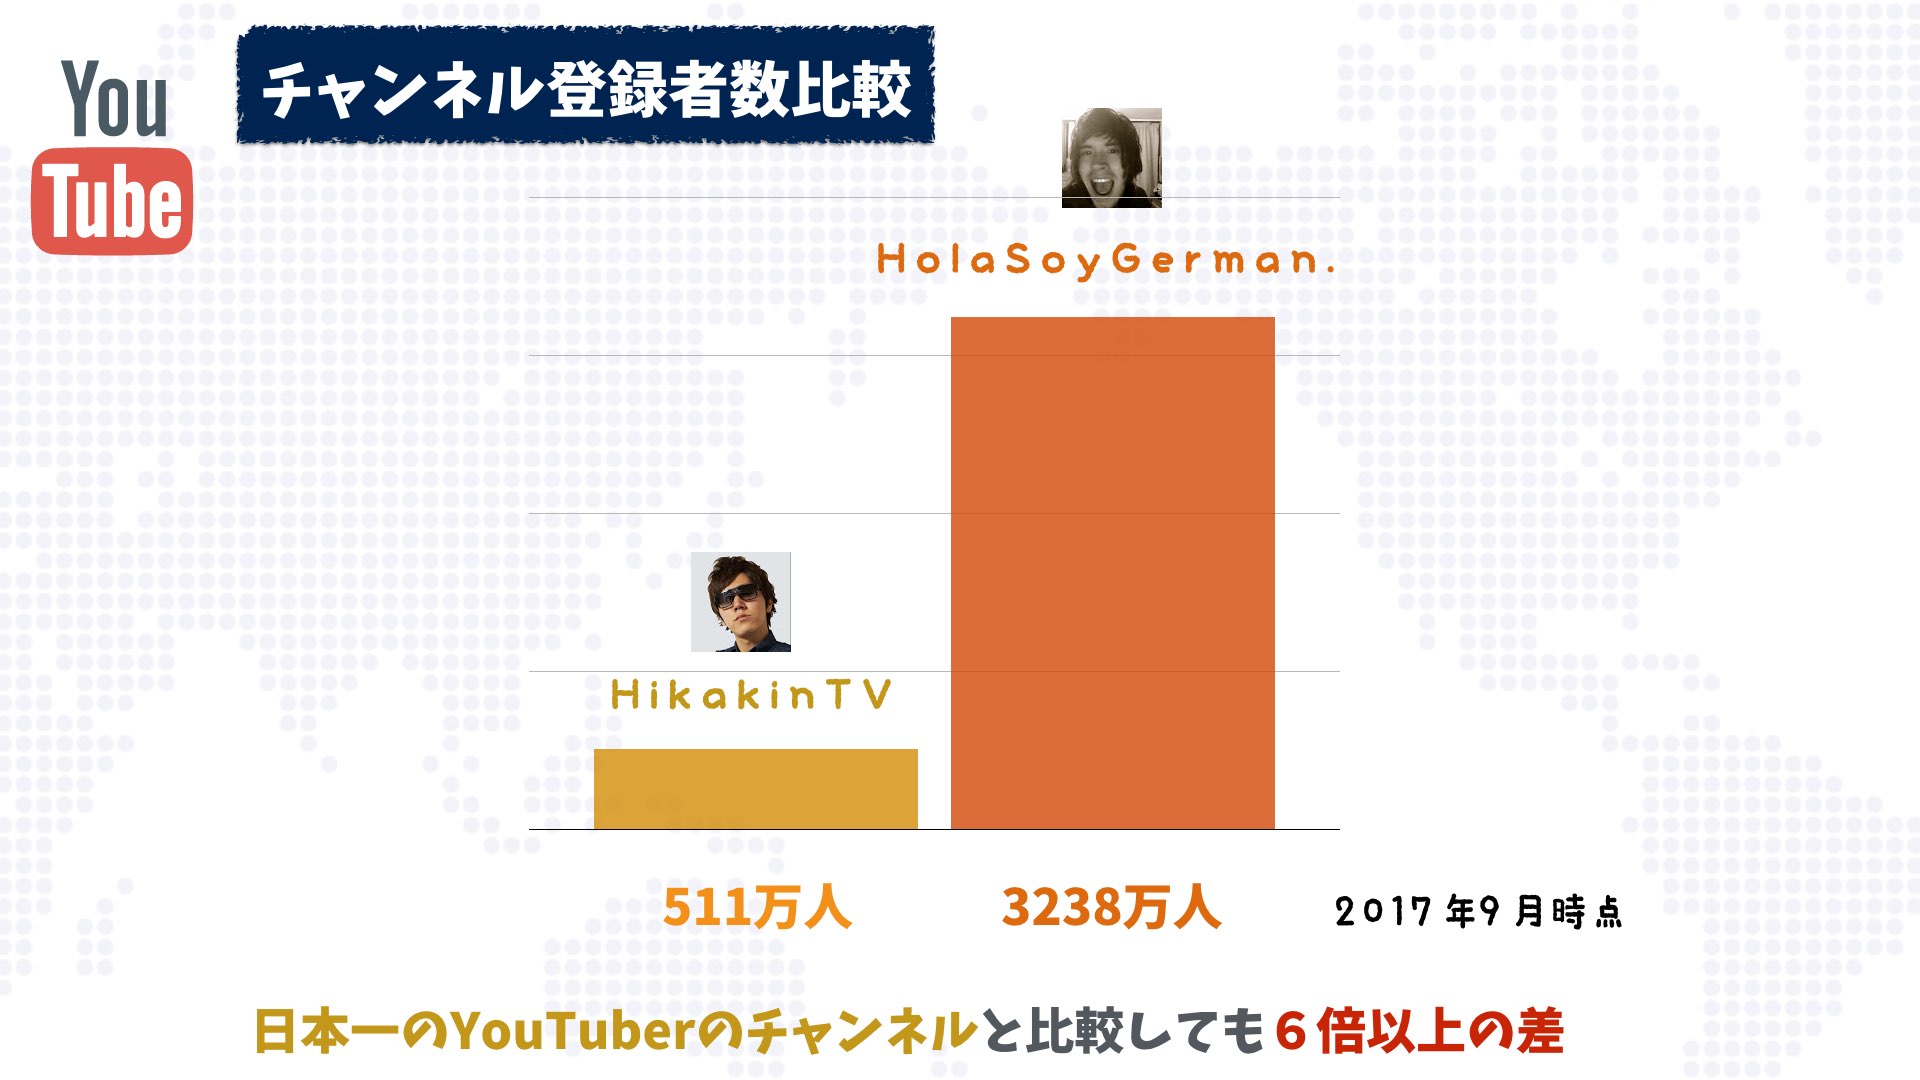 You
Tube
チャンネル登録者数比較
HolaSoyGerman.
HikakinTV
511万人
3238万人
2017年9月時点
日本一のYouTuberのチャンネルと比較しても６倍以上の差